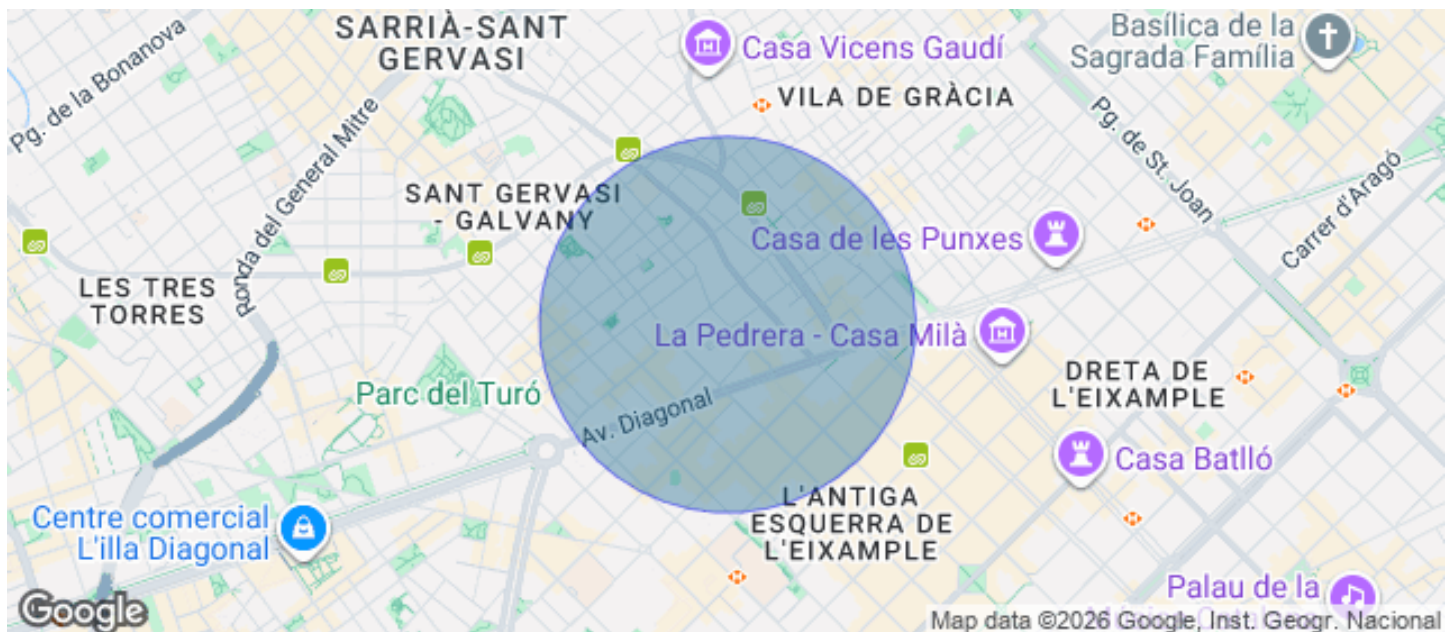 SARRIÀ-SANT
GERVASI
Pg. de la Bonanova
Casa Vicens Gaudí
Basílica de la
Sagrada Família
VILA DE GRÀCIA
Ronda del General Mitre
Pg. de St. Joan
SANT GERVASI
- GALVANY
Carrer d'Aragó
Casa de les Punxes
LES TRES
TORRES
La Pedrera - Casa Milà
DRETA DE
L'EIXAMPLE
Parc del Turó
Av. Diagonal
Casa Batlló
L'ANTIGA
ESQUERRA DE
L'EIXAMPLE
Centre comercial
L'illa Diagonal
Palau de la
Google
Map data ©2026 Google, Inst. Geogr. Nacional